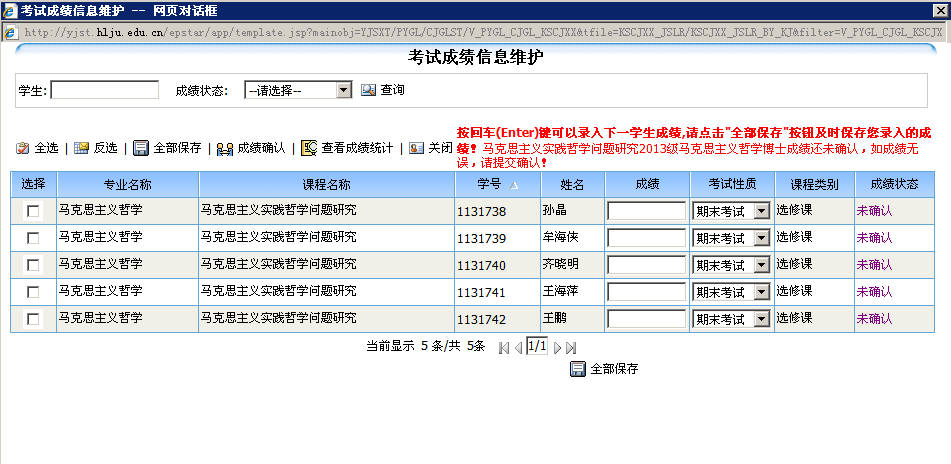 考试成绩信息维护 -- 网页对话框
http://yjst.hlju.edu.cn/epstar/app/template.jsp?mainobj=YJSXT/PYGL/CJGLST/V_PYGL_CJGL_KSCJXX&tfile=KSCJXX_JSLR/KSCJXX_JSLR_BY_KJ&filter=V_PYGL_CJGL_KSCJX
考试成绩信息维护
学生: 成绩状态: --请选择-- 查询
全选 | 反选 | 全部保存 | 成绩确认 | 查看成绩统计 | 关闭
按回车(Enter)键可以录入下一学生成绩,请点击"全部保存"按钮及时保存您录入的成
绩! 马克思主义实践哲学问题研究2013级马克思主义哲学博士成绩还未确认，如成绩无
误，请提交确认!
选择 专业名称 课程名称 学号 姓名 成绩 考试性质 课程类别 成绩状态
马克思主义哲学 马克思主义实践哲学问题研究 1131738 孙晶 期末考试 选修课 未确认
马克思主义哲学 马克思主义实践哲学问题研究 1131739 牟海侠 期末考试 选修课 未确认
马克思主义哲学 马克思主义实践哲学问题研究 1131740 齐晓明 期末考试 选修课 未确认
马克思主义哲学 马克思主义实践哲学问题研究 1131741 王海萍 期末考试 选修课 未确认
马克思主义哲学 马克思主义实践哲学问题研究 1131742 王鹏 期末考试 选修课 未确认
当前显示 5 条/共 5条 1/1
全部保存